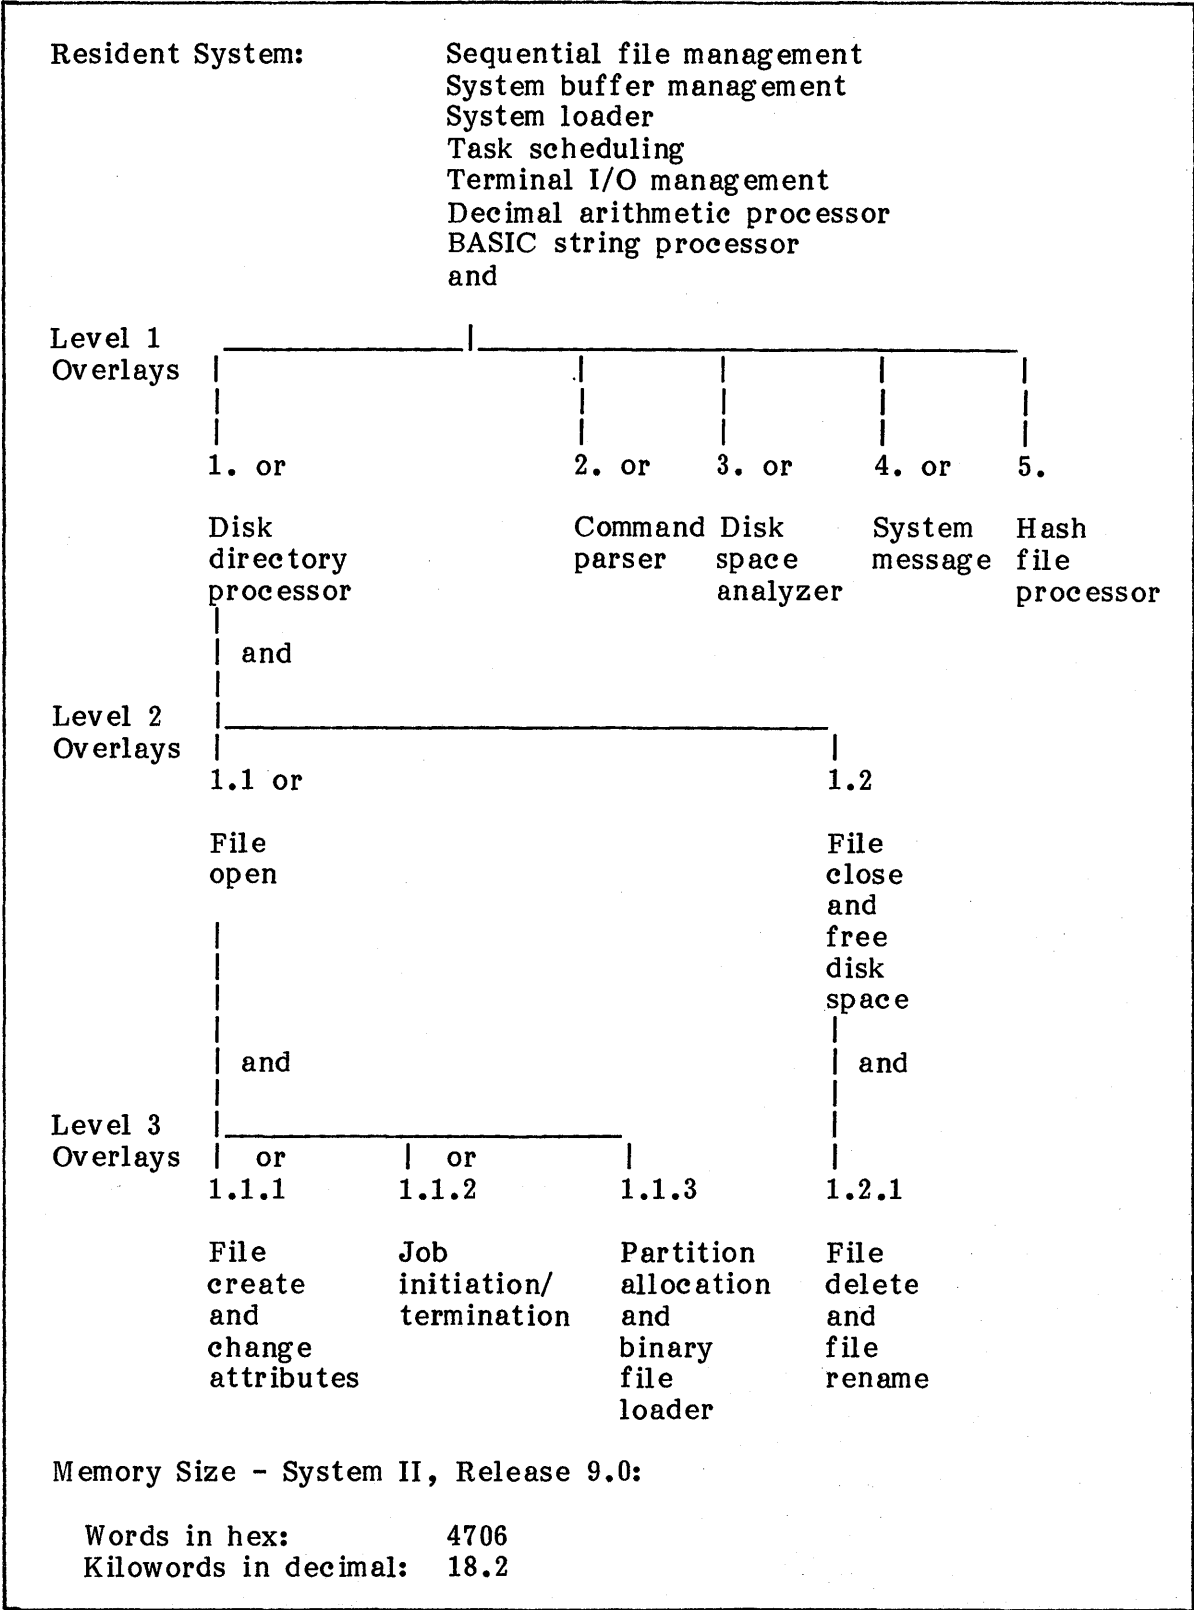 Resident System: Sequential file management
System buffer management
System loader
Task scheduling
Terminal I/O management
Decimal arithmetic processor
BASIC string processor
and
Level 1
Overlays
1. or 2. or 3. or 4. or 5.
Disk Command Disk System Hash
directory parser space message file
processor analyzer processor
and
Level 2
Overlays
1.1 or 1.2
File File
open close
and
free
disk
space
and and
Level 3
Overlays or or
1.1.1 1.1.2 1.1.3 1.2.1
File Job Partition File
create initiation/ allocation delete
and termination and and
change binary file
attributes file rename
loader
Memory Size - System II, Release 9.0:
Words in hex: 4706
Kilowords in decimal: 18.2